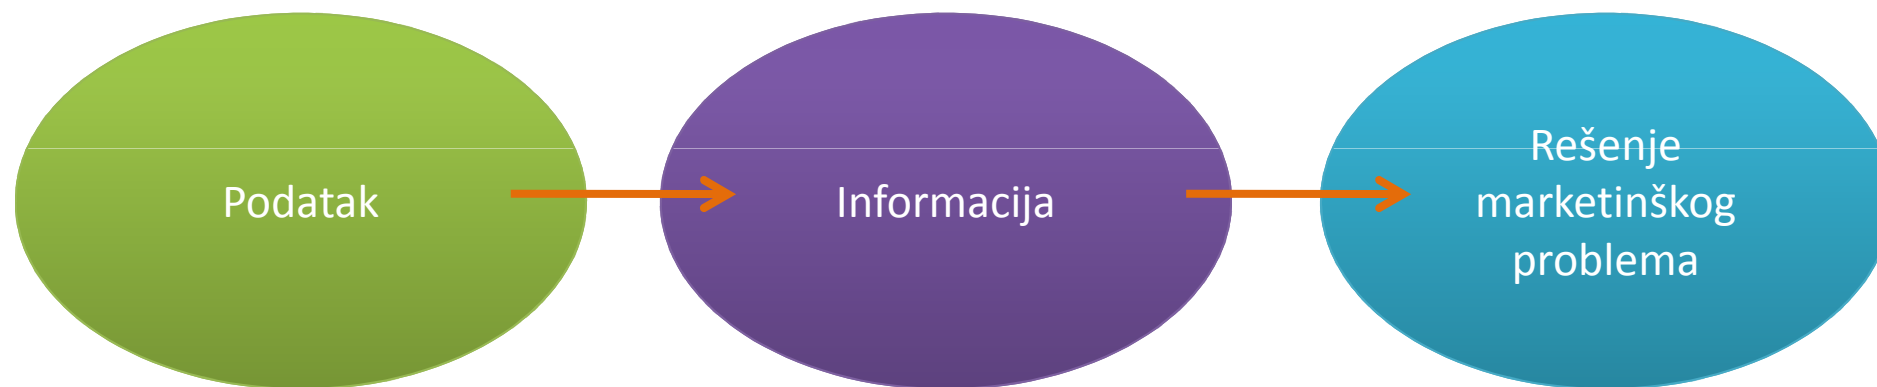 Podatak
Informacija
Rešenje
marketinškog
problema